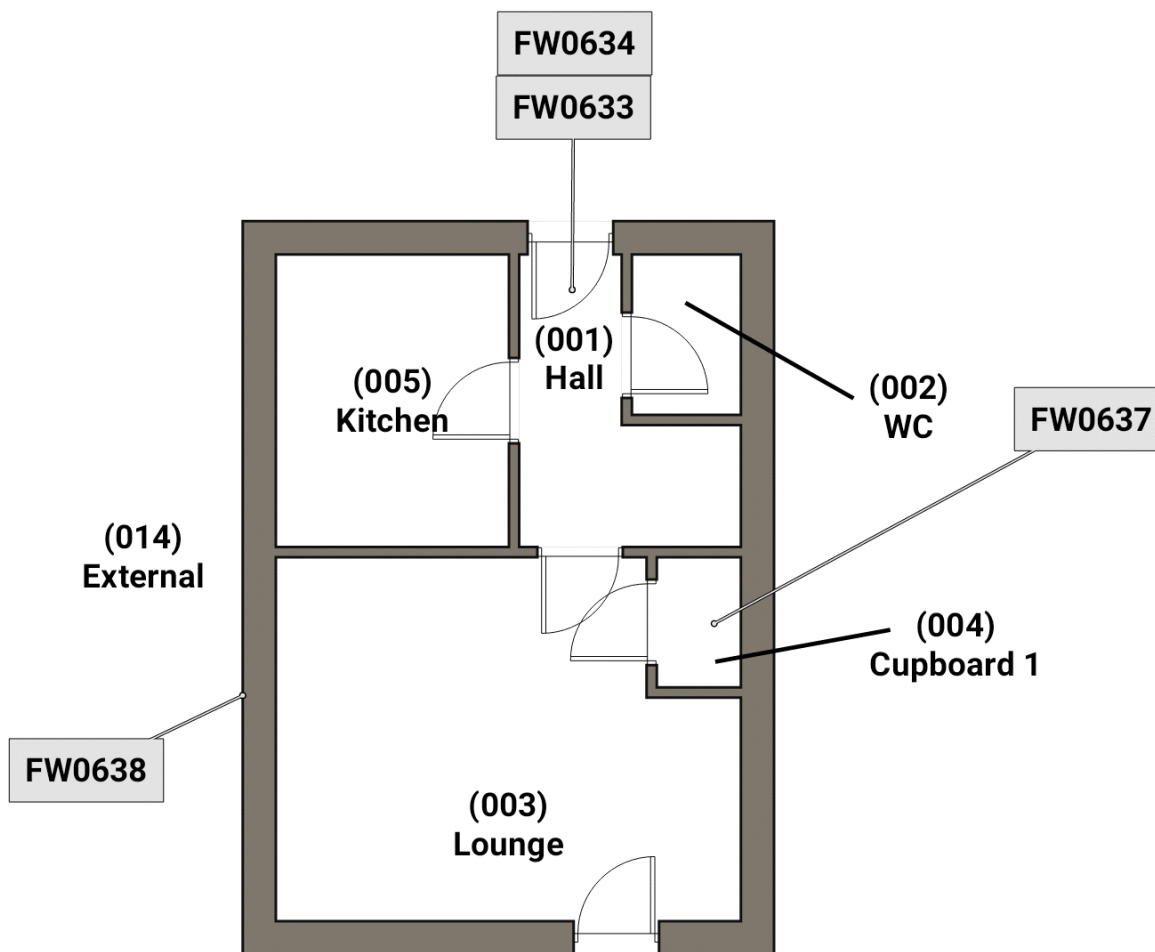 FW0634
FW0633
(001)
Hall
(005)
Kitchen
(002)
WC
FW0637
(014)
External
(004)
Cupboard 1
FW0638
(003)
Lounge